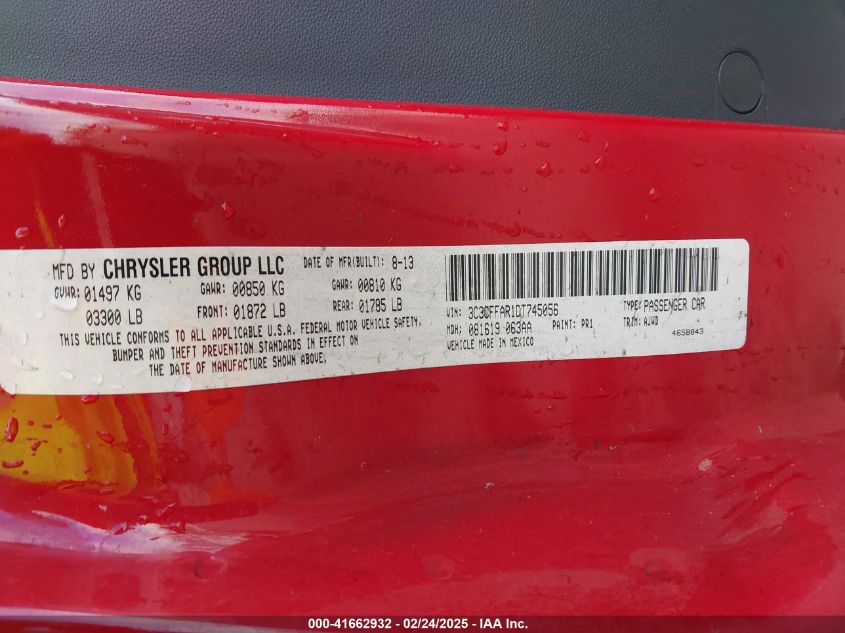 MFD BY CHRYSLER GROUP LLC DATE OF MFR(BUILT): 8-13
GVWR: 01497 KG GAWR: 00850 KG GAWR: 00810 KG
03300 LB FRONT: 01872 LB REAR: 01785 LB
THIS VEHICLE CONFORMS TO ALL APPLICABLE U.S.A. FEDERAL MOTOR VEHICLE SAFETY,
BUMPER AND THEFT PREVENTION STANDARDS IN EFFECT ON
THE DATE OF MANUFACTURE SHOWN ABOVE.
VIN: 3C3CFFAR1DT745056 TYPE: PASSENGER CAR
MDH: 081619 063AA PAINT: PR1 TRIM: AJWD
VEHICLE MADE IN MEXICO 4658843
000-41662932 - 02/24/2025 - IAA Inc.